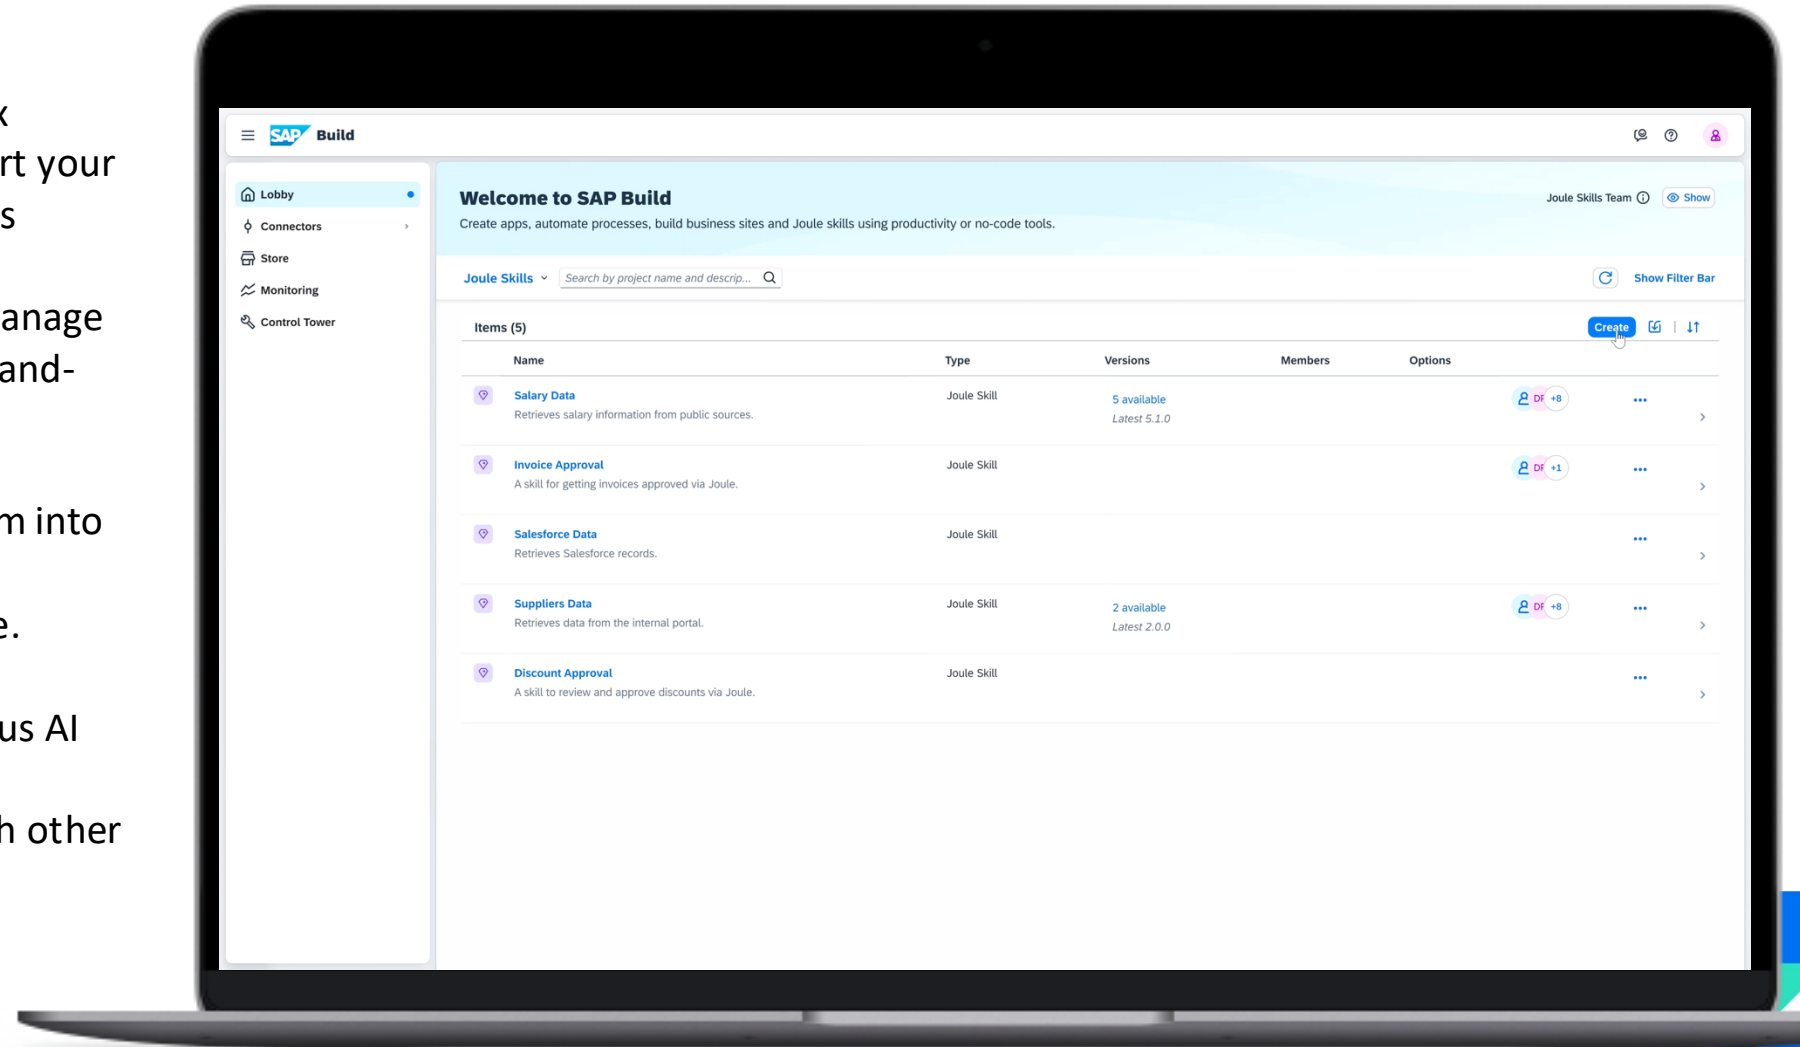 x
rt your
s
anage
and-
m into
e.
us AI
h other
SAP Build
Lobby
Connectors
Store
Monitoring
Control Tower
Welcome to SAP Build
Create apps, automate processes, build business sites and Joule skills using productivity or no-code tools.
Joule Skills Team
Show
Joule Skills
Search by project name and descrip...
Show Filter Bar
Items (5)
Create
Name Type Versions Members Options
Salary Data Joule Skill 5 available DF +8
Retrieves salary information from public sources. Latest 5.1.0
Invoice Approval Joule Skill DF +1
A skill for getting invoices approved via Joule.
Salesforce Data Joule Skill
Retrieves Salesforce records.
Suppliers Data Joule Skill 2 available DF +8
Retrieves data from the internal portal. Latest 2.0.0
Discount Approval Joule Skill
A skill to review and approve discounts via Joule.